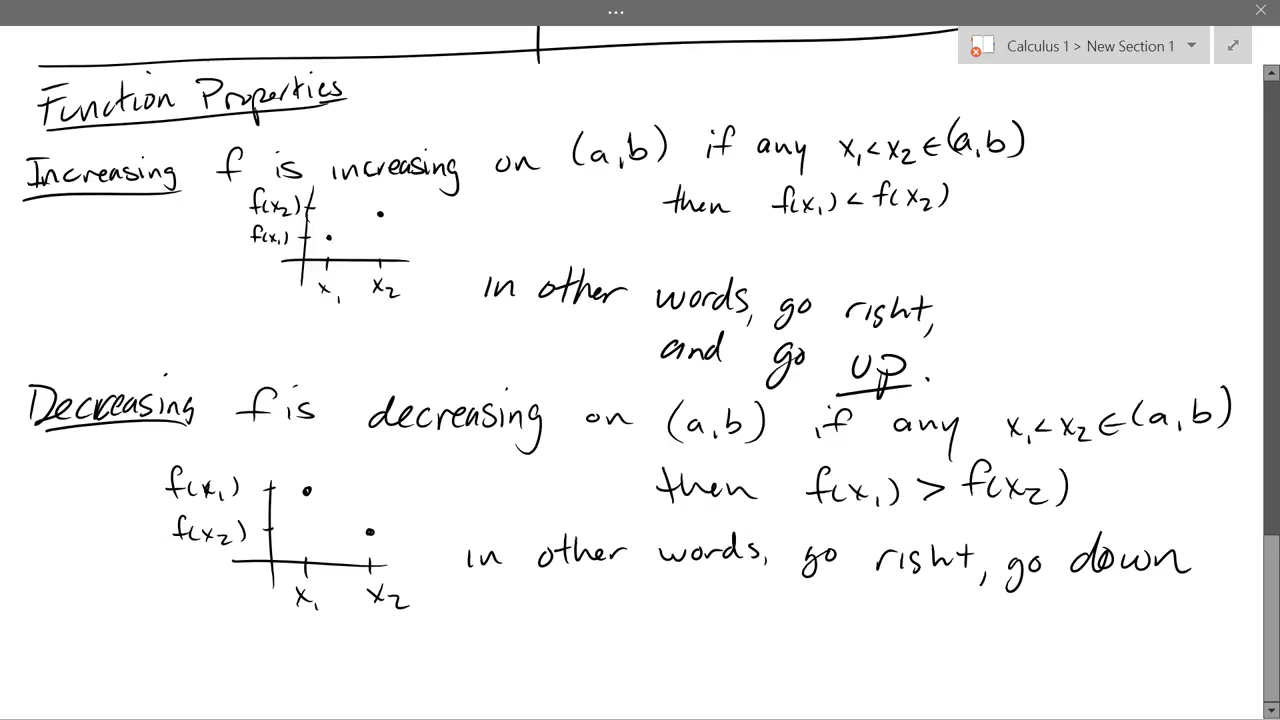 ...
Calculus 1 > New Section 1
Function Properties
Increasing f is increasing on (a,b) if any x₁<x₂∈(a,b)
then f(x₁) < f(x₂)
f(x₂)
f(x₁)
x₁ x₂
in other words, go right,
and go up.
Decreasing f is decreasing on (a,b) if any x₁<x₂∈(a,b)
then f(x₁) > f(x₂)
f(x₁)
f(x₂)
x₁ x₂
in other words, go right, go down